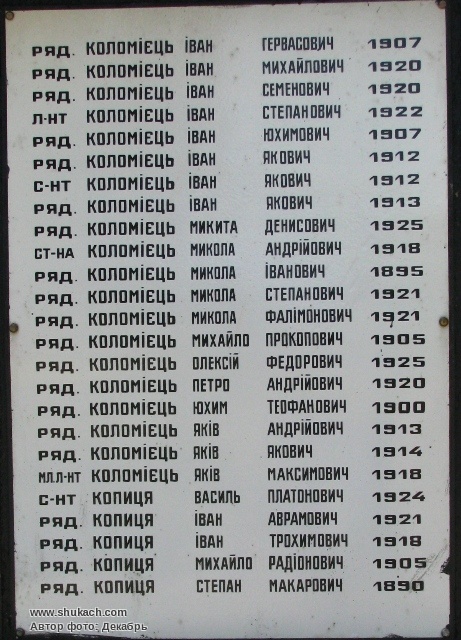 РЯД. КОЛОМІЄЦЬ ІВАН ГЕРВАСОВИЧ 1907
РЯД. КОЛОМІЄЦЬ ІВАН МИХАЙЛОВИЧ 1920
РЯД. КОЛОМІЄЦЬ ІВАН СЕМЕНОВИЧ 1920
Л-НТ КОЛОМІЄЦЬ ІВАН СТЕПАНОВИЧ 1922
РЯД. КОЛОМІЄЦЬ ІВАН ЮХИМОВИЧ 1907
РЯД. КОЛОМІЄЦЬ ІВАН ЯКОВИЧ 1912
С-НТ КОЛОМІЄЦЬ ІВАН ЯКОВИЧ 1912
РЯД. КОЛОМІЄЦЬ ІВАН ЯКОВИЧ 1913
РЯД. КОЛОМІЄЦЬ МИКИТА ДЕНИСОВИЧ 1925
СТ-НА КОЛОМІЄЦЬ МИКОЛА АНДРІЙОВИЧ 1918
РЯД. КОЛОМІЄЦЬ МИКОЛА ІВАНОВИЧ 1895
РЯД. КОЛОМІЄЦЬ МИКОЛА СТЕПАНОВИЧ 1921
РЯД. КОЛОМІЄЦЬ МИКОЛА ФАЛІМОНОВИЧ 1921
РЯД. КОЛОМІЄЦЬ МИХАЙЛО ПРОКОПОВИЧ 1905
РЯД. КОЛОМІЄЦЬ ОЛЕКСІЙ ФЕДОРОВИЧ 1925
РЯД. КОЛОМІЄЦЬ ПЕТРО АНДРІЙОВИЧ 1920
РЯД. КОЛОМІЄЦЬ ЮХИМ ТЕОФАНОВИЧ 1900
РЯД. КОЛОМІЄЦЬ ЯКІВ АНДРІЙОВИЧ 1913
РЯД. КОЛОМІЄЦЬ ЯКІВ ЯКОВИЧ 1914
МЛ.Л-НТ КОЛОМІЄЦЬ ЯКІВ МАКСИМОВИЧ 1918
С-НТ КОПИЦЯ ВАСИЛЬ ПЛАТОНОВИЧ 1924
РЯД. КОПИЦЯ ІВАН АВРАМОВИЧ 1921
РЯД. КОПИЦЯ ІВАН ТРОХИМОВИЧ 1918
РЯД. КОПИЦЯ МИХАЙЛО РАДІОНОВИЧ 1905
РЯД. КОПИЦЯ СТЕПАН МАКАРОВИЧ 1890
www.shukach.com
Автор фото: Декабрь